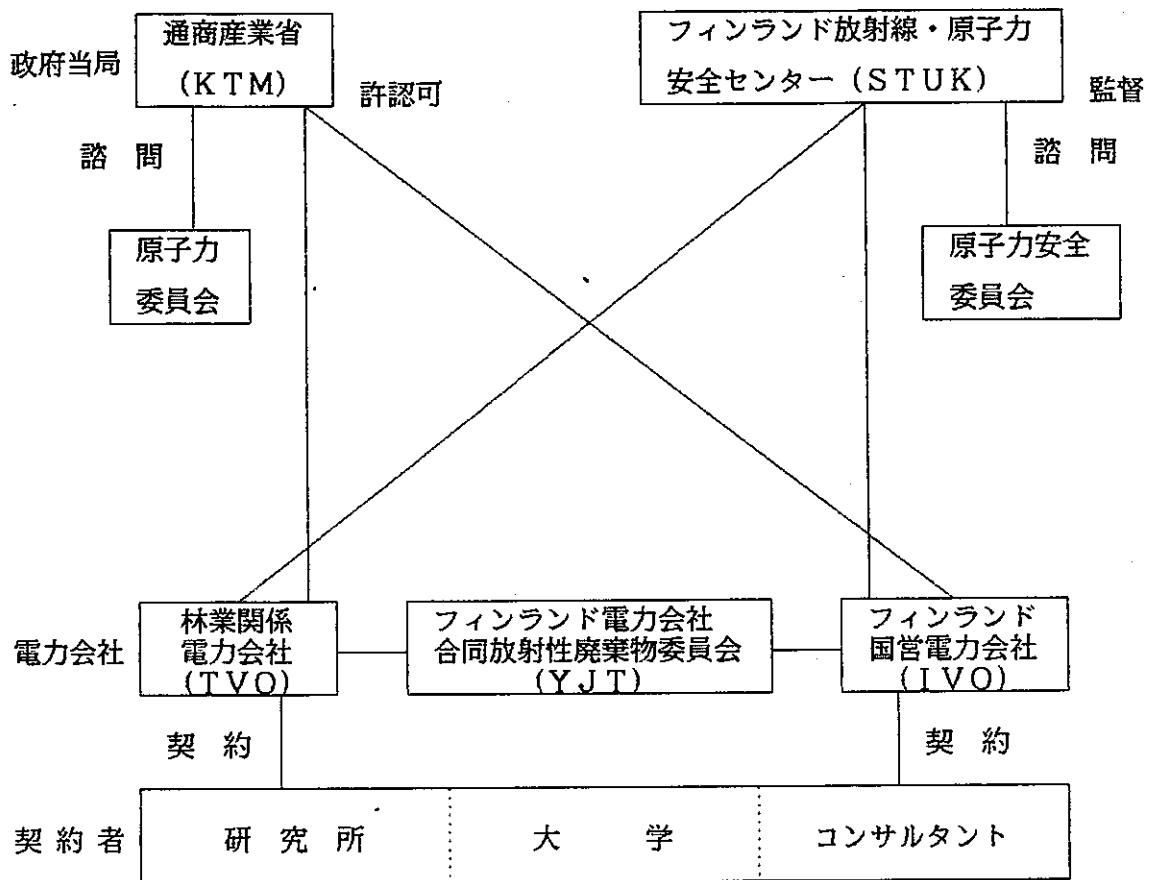 政府当局
通商産業省
(KTM)
許認可
フィンランド放射線・原子力
安全センター(STUK)
監督
諮問
諮問
原子力
委員会
原子力安全
委員会
電力会社
林業関係
電力会社
(TVO)
フィンランド電力会社
合同放射性廃棄物委員会
(YJT)
フィンランド
国営電力会社
(IVO)
契約
契約
契約者
研究所
大学
コンサルタント